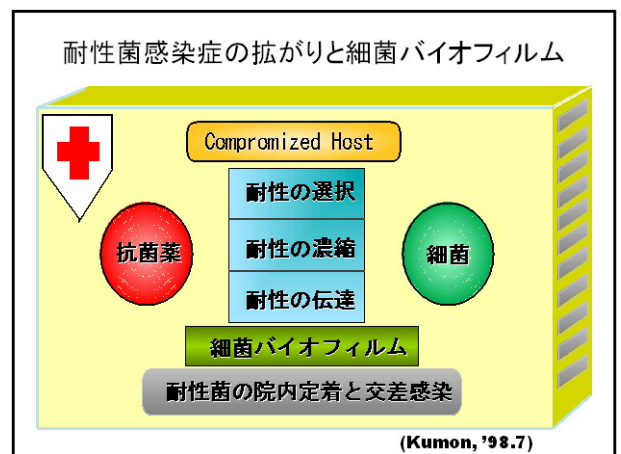 耐性菌感染症の拡がりと細菌バイオフィルム
Compromized Host
耐性の選択
抗菌薬
耐性の濃縮
細菌
耐性の伝達
細菌バイオフィルム
耐性菌の院内定着と交差感染
(Kumon, ’98.7)